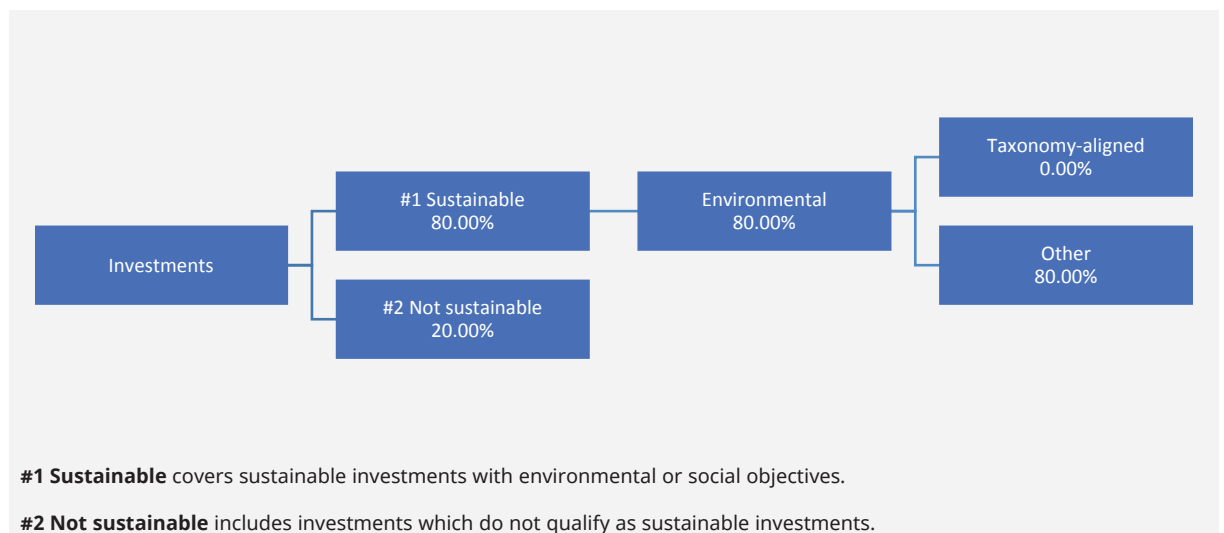 Investments
#1 Sustainable
80.00%
#2 Not sustainable
20.00%
Environmental
80.00%
Taxonomy-aligned
0.00%
Other
80.00%
#1 Sustainable covers sustainable investments with environmental or social objectives.
#2 Not sustainable includes investments which do not qualify as sustainable investments.